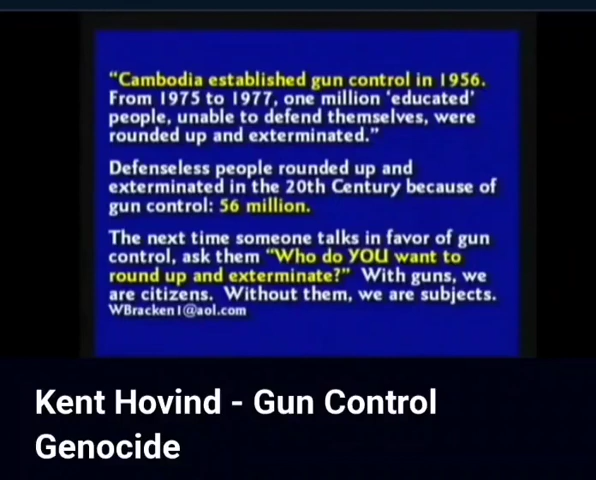 “Cambodia established gun control in 1956.
From 1975 to 1977, one million ‘educated’
people, unable to defend themselves, were
rounded up and exterminated.”
Defenseless people rounded up and
exterminated in the 20th Century because of
gun control: 56 million.
The next time someone talks in favor of gun
control, ask them “Who do YOU want to
round up and exterminate?” With guns, we
are citizens. Without them, we are subjects.
WBracken1@aol.com
Kent Hovind - Gun Control
Genocide